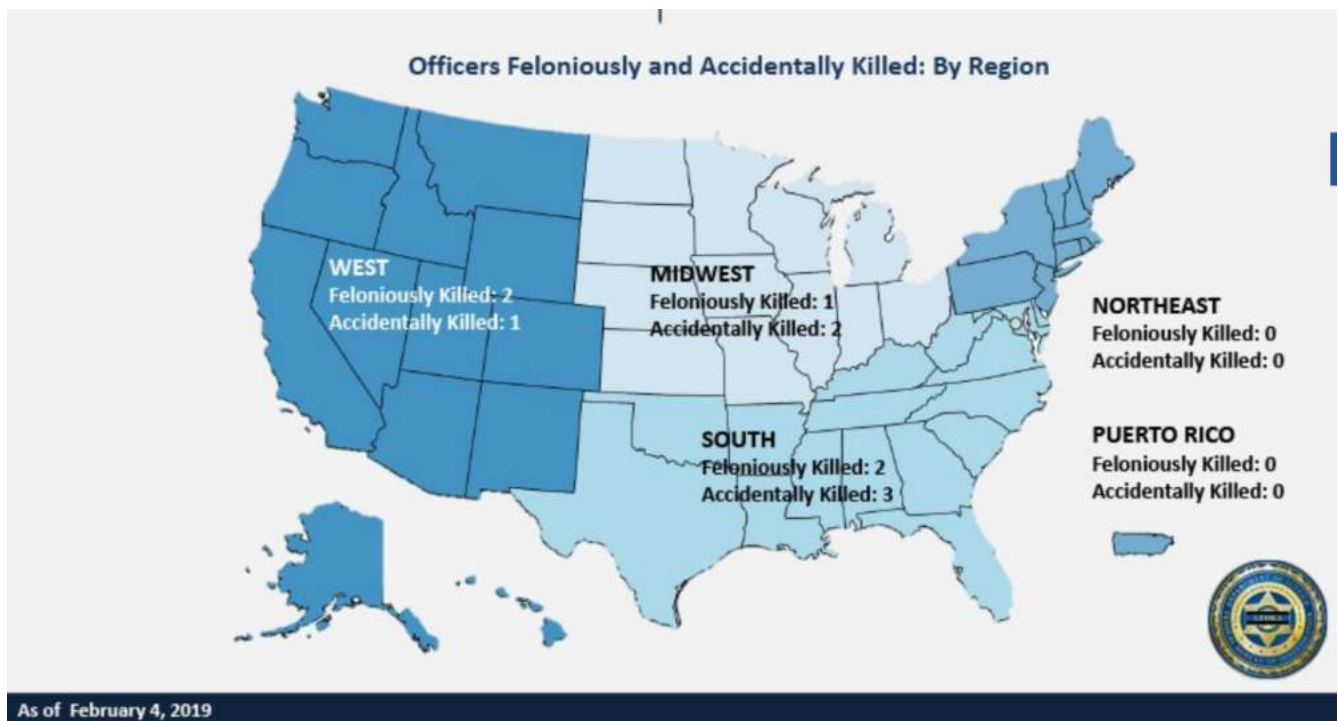 Officers Feloniously and Accidentally Killed: By Region
WEST
Feloniously Killed: 2
Accidentally Killed: 1
MIDWEST
Feloniously Killed: 1
Accidentally Killed: 2
NORTHEAST
Feloniously Killed: 0
Accidentally Killed: 0
SOUTH
Feloniously Killed: 2
Accidentally Killed: 3
PUERTO RICO
Feloniously Killed: 0
Accidentally Killed: 0
As of February 4, 2019